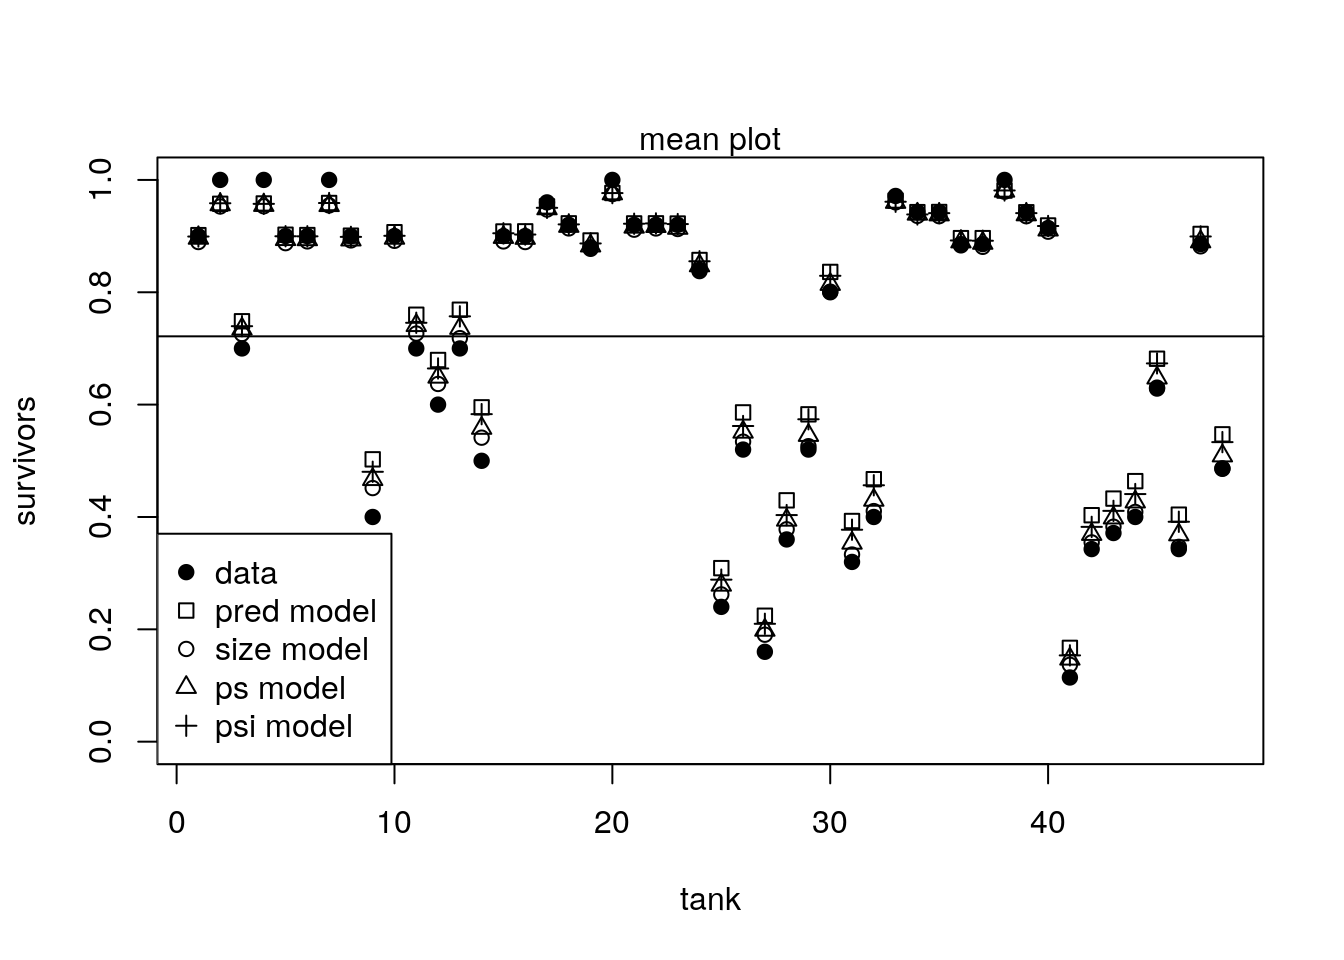 mean plot
1.0
0.8
0.6
0.4
0.2
0.0
survivors
data
pred model
size model
ps model
psi model
0 10 20 30 40
tank